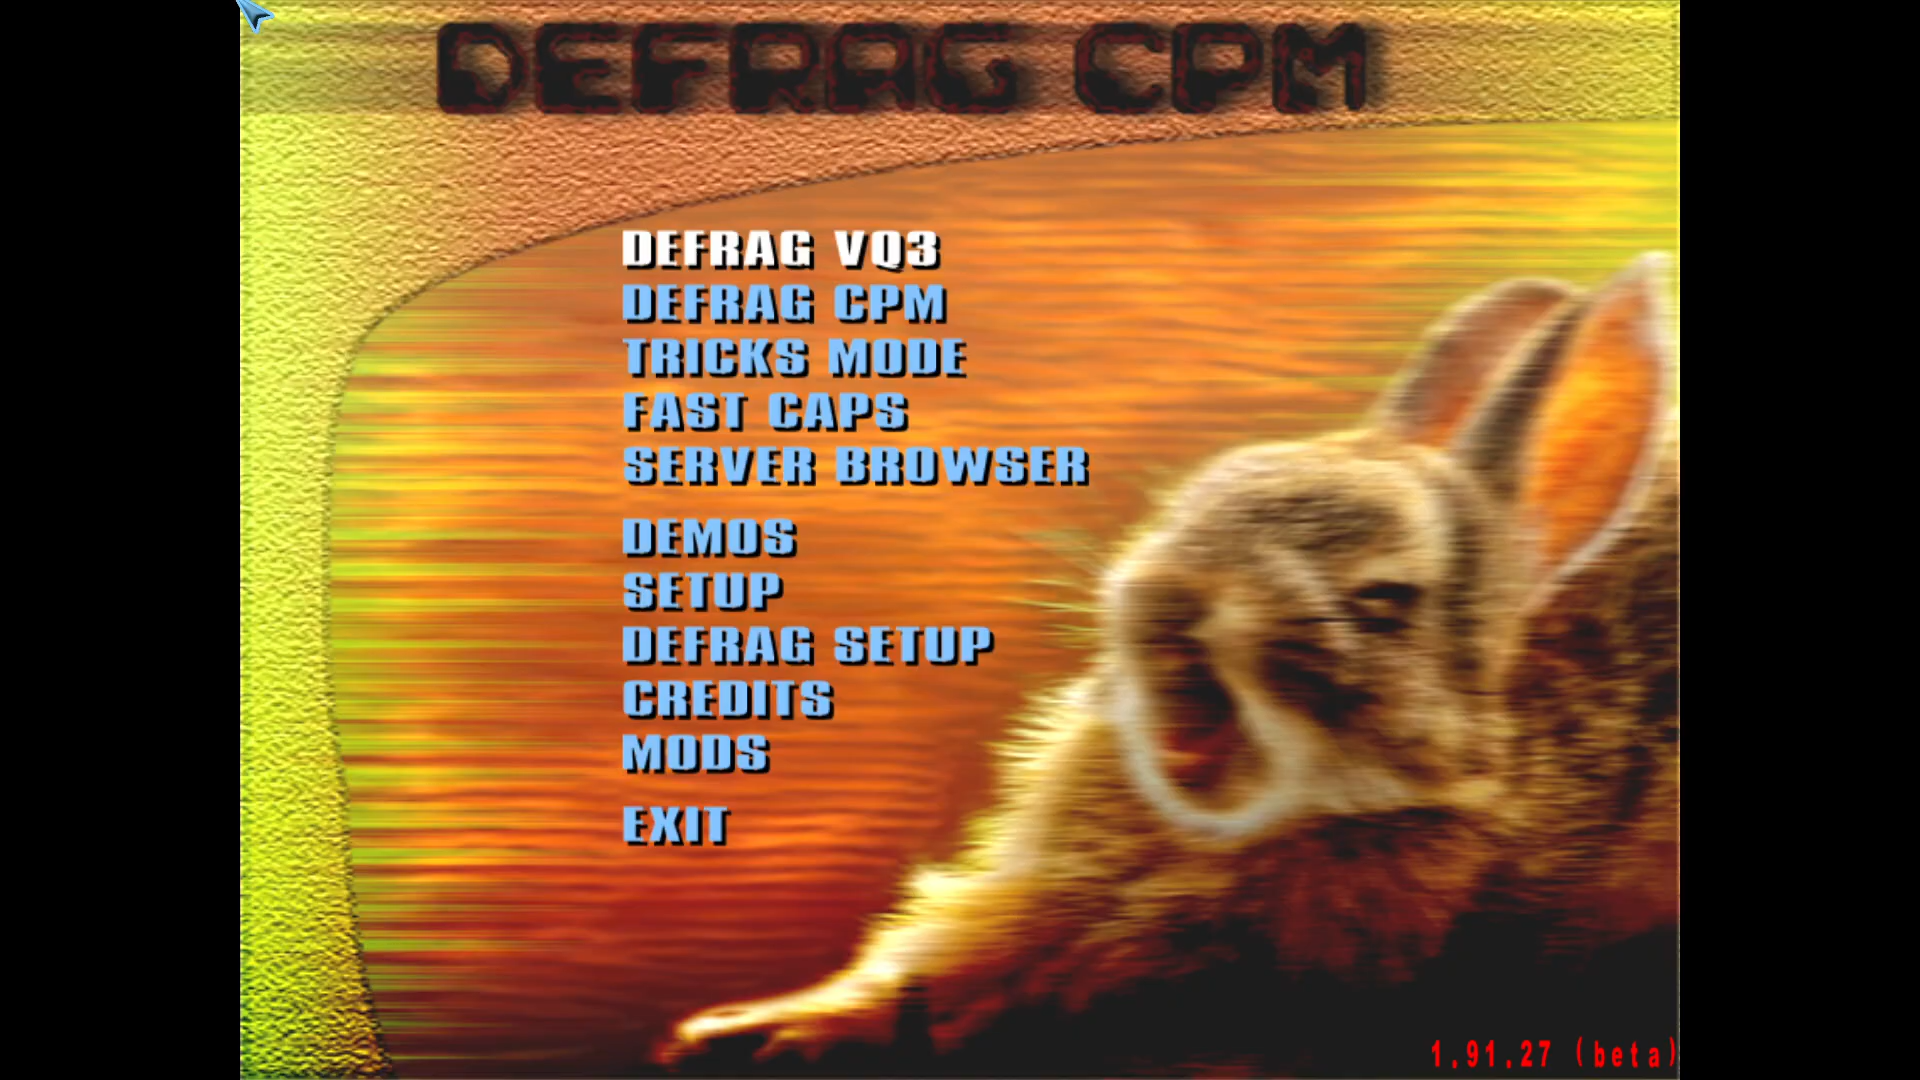 DEFRAG CPM
DEFRAG VQ3
DEFRAG CPM
TRICKS MODE
FAST CAPS
SERVER BROWSER
DEMOS
SETUP
DEFRAG SETUP
CREDITS
MODS
EXIT
1.91.27 (beta)